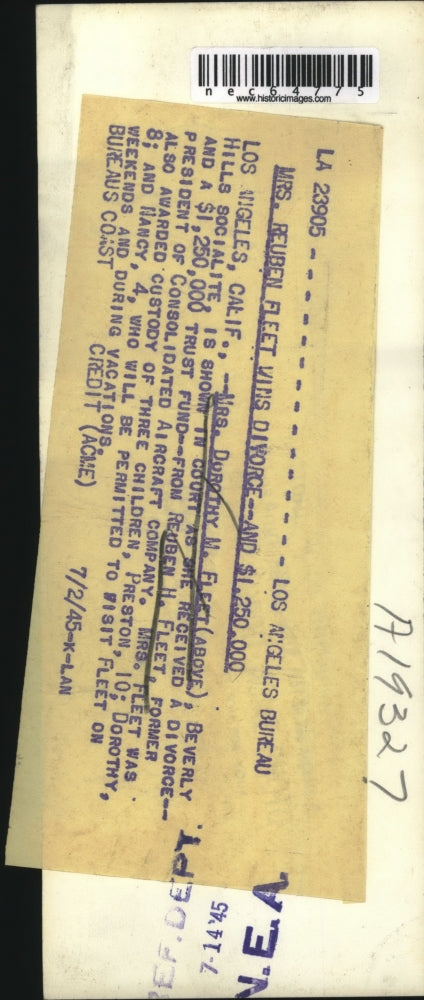 nec64775
www.historicimages.com
LA 23905 - - - - - - - - - - - - - - - LOS ANGELES BUREAU
MRS. REUBEN FLEET WINS DIVORCE--AND $1,250,000
LOS ANGELES, CALIF., --MRS. DOROTHY M. FLEET (ABOVE), BEVERLY
HILLS SOCIALITE IS SHOWN IN COURT AS SHE RECEIVED A DIVORCE--
AND A $1,250,000 TRUST FUND--FROM REUBEN H. FLEET, FORMER
PRESIDENT OF CONSOLIDATED AIRCRAFT COMPANY. MRS. FLEET WAS
ALSO AWARDED CUSTODY OF THREE CHILDREN, PRESTON, 10; DOROTHY,
8; AND NANCY, 4, WHO WILL BE PERMITTED TO VISIT FLEET ON
WEEKENDS AND DURING VACATIONS.
BUREAUS COAST CREDIT (ACME) 7/2/45-K-LAN
A19327
N.E.A.
7-14'45
EF. DEPT.